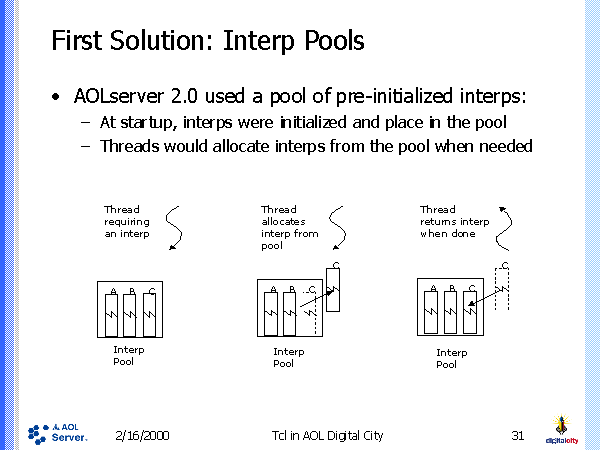 First Solution: Interp Pools
• AOLserver 2.0 used a pool of pre-initialized interps:
– At startup, interps were initialized and place in the pool
– Threads would allocate interps from the pool when needed
Thread
requiring
an interp
A B C
Interp
Pool
Thread
allocates
interp from
pool
C
A B C
Interp
Pool
Thread
returns interp
when done
C
A B C
Interp
Pool
AOL
Server.
2/16/2000
Tcl in AOL Digital City
31
digitalcity